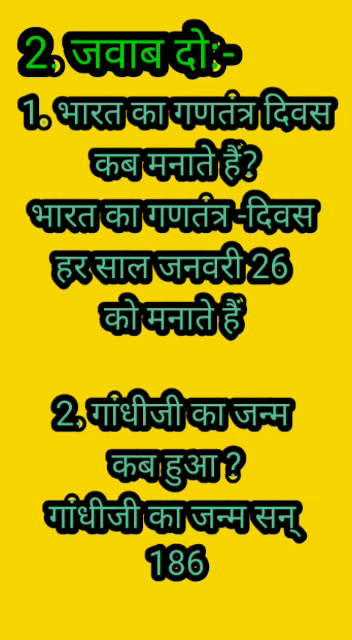 2. जवाब दो:-
1. भारत का गणतंत्र दिवस
कब मनाते हैं?
भारत का गणतंत्र -दिवस
हर साल जनवरी 26
को मनाते हैं
2. गांधीजी का जन्म
कब हुआ ?
गांधीजी का जन्म सन्
186